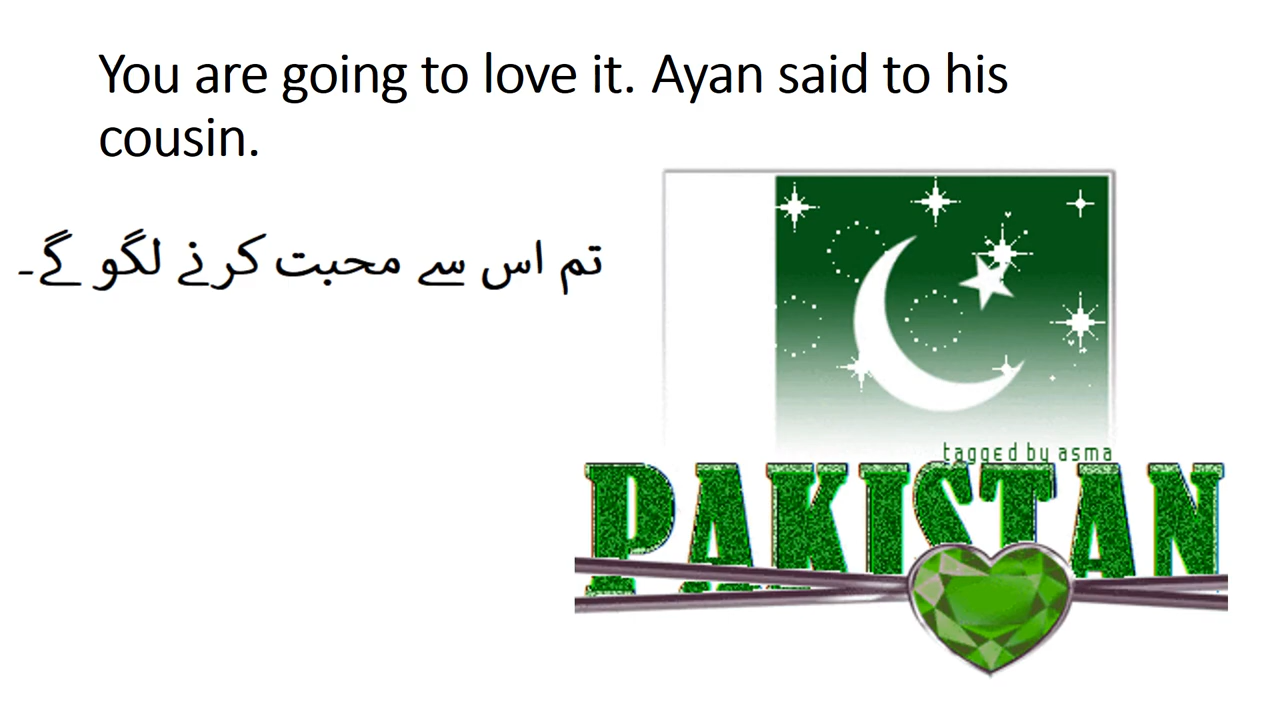 You are going to love it. Ayan said to his
cousin.
تم اس سے محبت کرنے لگو گے۔
tagged by asma
PAKISTAN